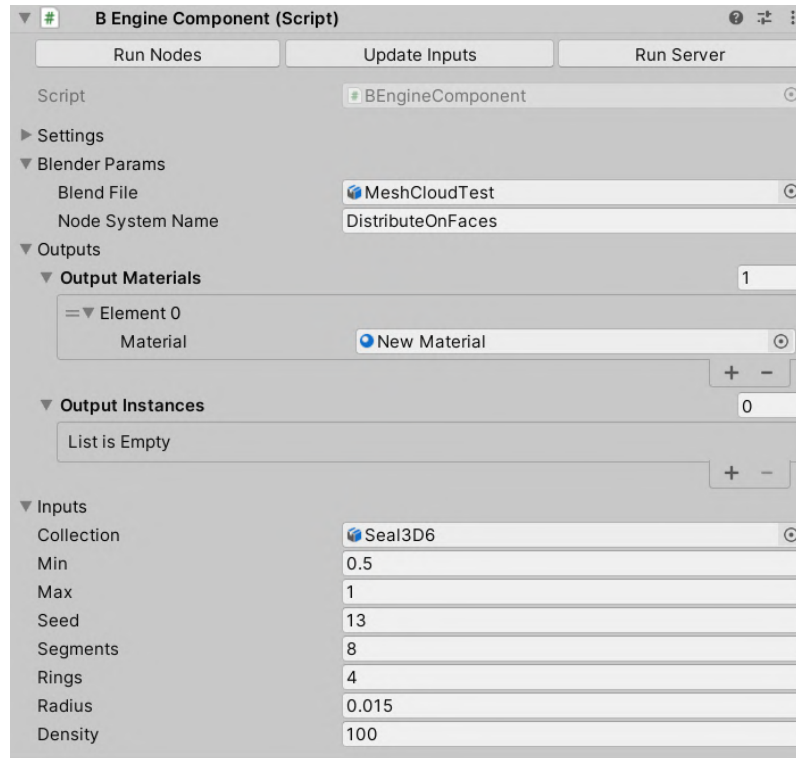 B Engine Component (Script)
Run Nodes Update Inputs Run Server
Script # BEngineComponent
Settings
Blender Params
Blend File MeshCloudTest
Node System Name DistributeOnFaces
Outputs
Output Materials 1
Element 0
Material New Material
+ −
Output Instances 0
List is Empty
+ −
Inputs
Collection Seal3D6
Min 0.5
Max 1
Seed 13
Segments 8
Rings 4
Radius 0.015
Density 100